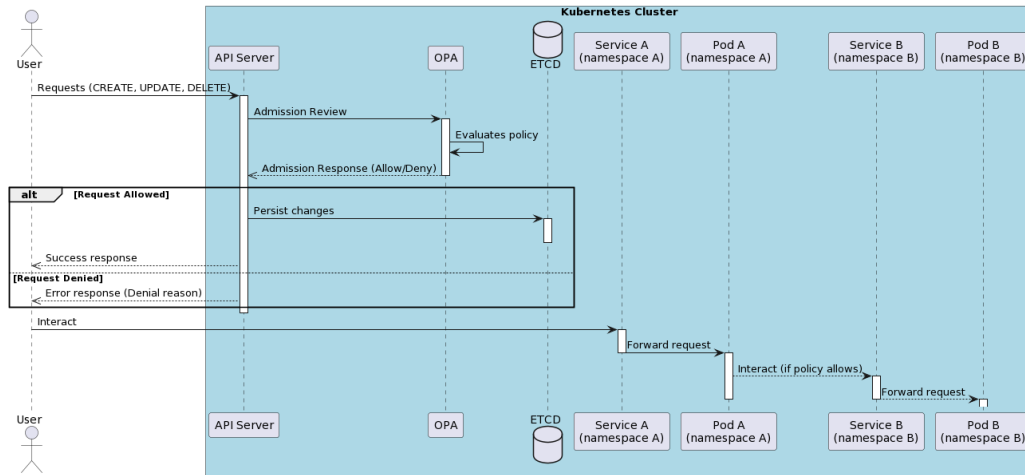 Kubernetes Cluster
User
API Server
OPA
ETCD
Service A
(namespace A)
Pod A
(namespace A)
Service B
(namespace B)
Pod B
(namespace B)
Requests (CREATE, UPDATE, DELETE)
Admission Review
Evaluates policy
Admission Response (Allow/Deny)
alt
[Request Allowed]
Persist changes
Success response
[Request Denied]
Error response (Denial reason)
Interact
Forward request
Interact (if policy allows)
Forward request
User
API Server
OPA
ETCD
Service A
(namespace A)
Pod A
(namespace A)
Service B
(namespace B)
Pod B
(namespace B)